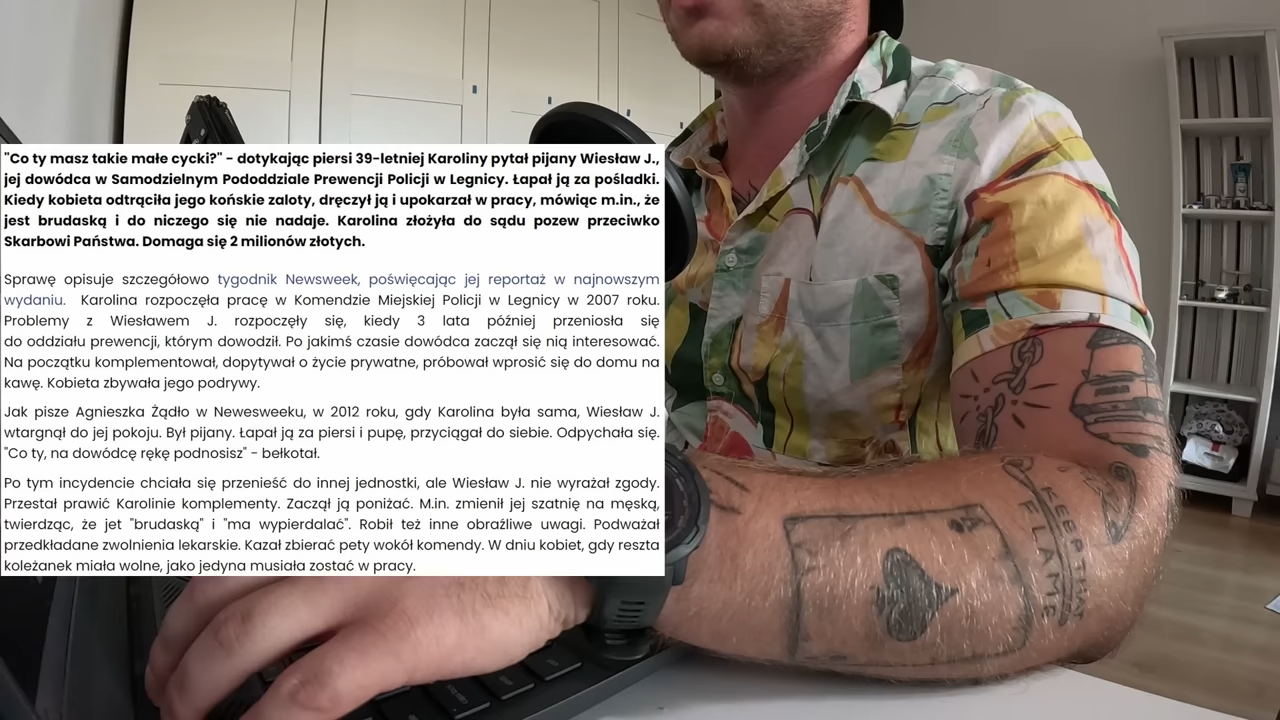 "Co ty masz takie małe cycki?" - dotykając piersi 39-letniej Karoliny pytał pijany Wiesław J.,
jej dowódca w Samodzielnym Pododdziale Prewencji Policji w Legnicy. Łapał ją za pośladki.
Kiedy kobieta odtrąciła jego końskie zaloty, dręczył ją i upokarzał w pracy, mówiąc m.in., że
jest brudaską i do niczego się nie nadaje. Karolina złożyła do sądu pozew przeciwko
Skarbowi Państwa. Domaga się 2 milionów złotych.
Sprawę opisuje szczegółowo tygodnik Newsweek, poświęcając jej reportaż w najnowszym
wydaniu. Karolina rozpoczęła pracę w Komendzie Miejskiej Policji w Legnicy w 2007 roku.
Problemy z Wiesławem J. rozpoczęły się, kiedy 3 lata później przeniosła się
do oddziału prewencji, którym dowodził. Po jakimś czasie dowódca zaczął się nią interesować.
Na początku komplementował, dopytywał o życie prywatne, próbował wprosić się do domu na
kawę. Kobieta zbywała jego podrywy.
Jak pisze Agnieszka Żądło w Newesweeku, w 2012 roku, gdy Karolina była sama, Wiesław J.
wtargnął do jej pokoju. Był pijany. Łapał ją za piersi i pupę, przyciągał do siebie. Odpychała się.
"Co ty, na dowódcę rękę podnosisz" - bełkotał.
Po tym incydencie chciała się przenieść do innej jednostki, ale Wiesław J. nie wyrażał zgody.
Przestał prawić Karolinie komplementy. Zaczął ją poniżać. M.in. zmienił jej szatnię na męską,
twierdząc, że jet "brudaską" i "ma wypierdalać". Robił też inne obraźliwe uwagi. Podważał
przedkładane zwolnienia lekarskie. Kazał zbierać pety wokół komendy. W dniu kobiet, gdy reszta
koleżanek miała wolne, jako jedyna musiała zostać w pracy.
KEEP THAT
FLAME
A